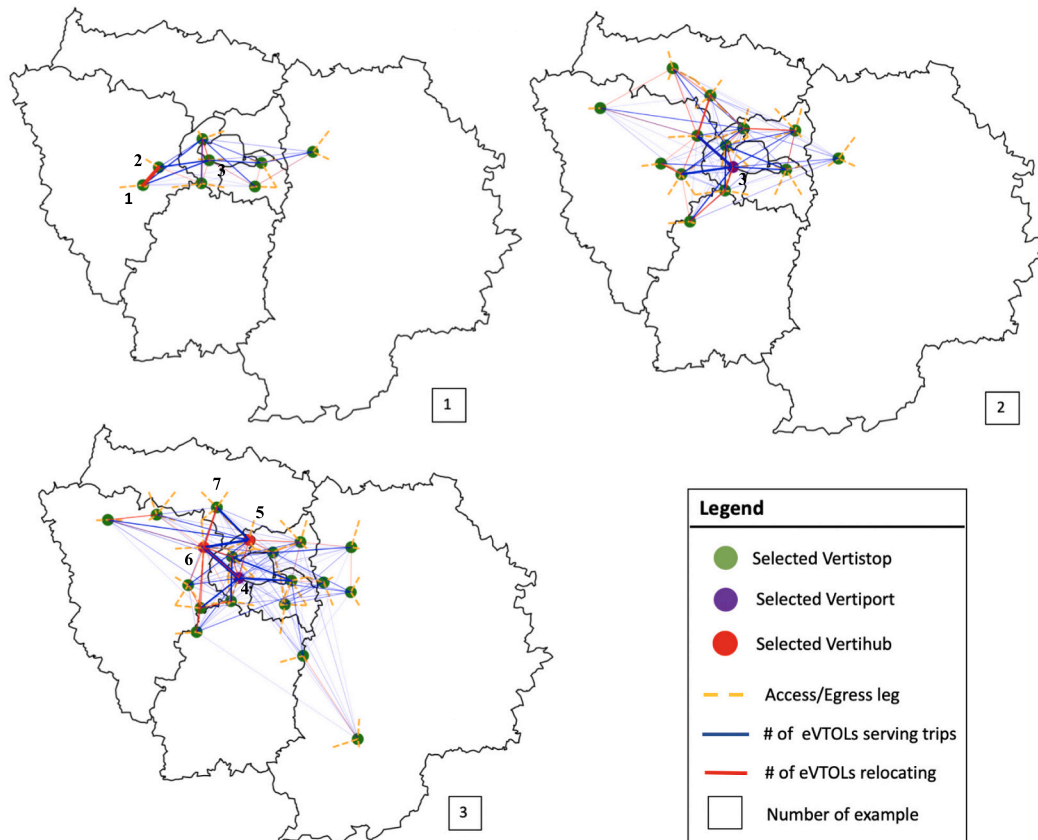 2
3
1
1
3
2
7
5
6
4
3
Legend
Selected Vertistop
Selected Vertiport
Selected Vertihub
Access/Egress leg
# of eVTOLs serving trips
# of eVTOLs relocating
Number of example